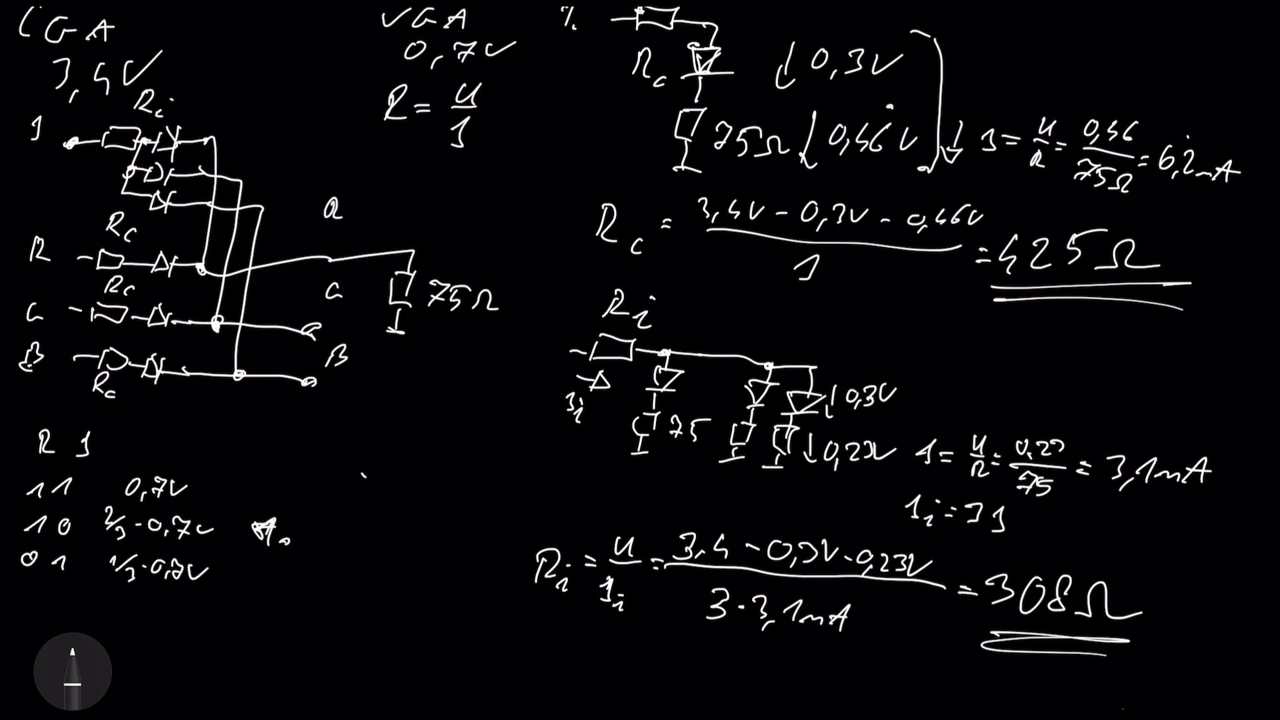 CGA
3,4V
VGA
0,7V
R = U
I
Ri
I
Rc
R
Rc
G
B
Rc
R
G
B
75Ω
R I
1 1 0,7V
1 0 2/3 · 0,7V
0 1 1/3 · 0,7V
Rc
0,3V
75Ω 0,46V
I = U/R = 0,46/75Ω = 6,2mA
Rc = 3,4V - 0,3V - 0,46V / I = 425Ω
Ri
Ii
0,3V
75
0,23V
I = U/R = 0,23/75 = 3,1mA
Ii = 3I
Ri = U/Ii = 3,4 - 0,3V - 0,23V / 3 · 3,1mA = 308Ω